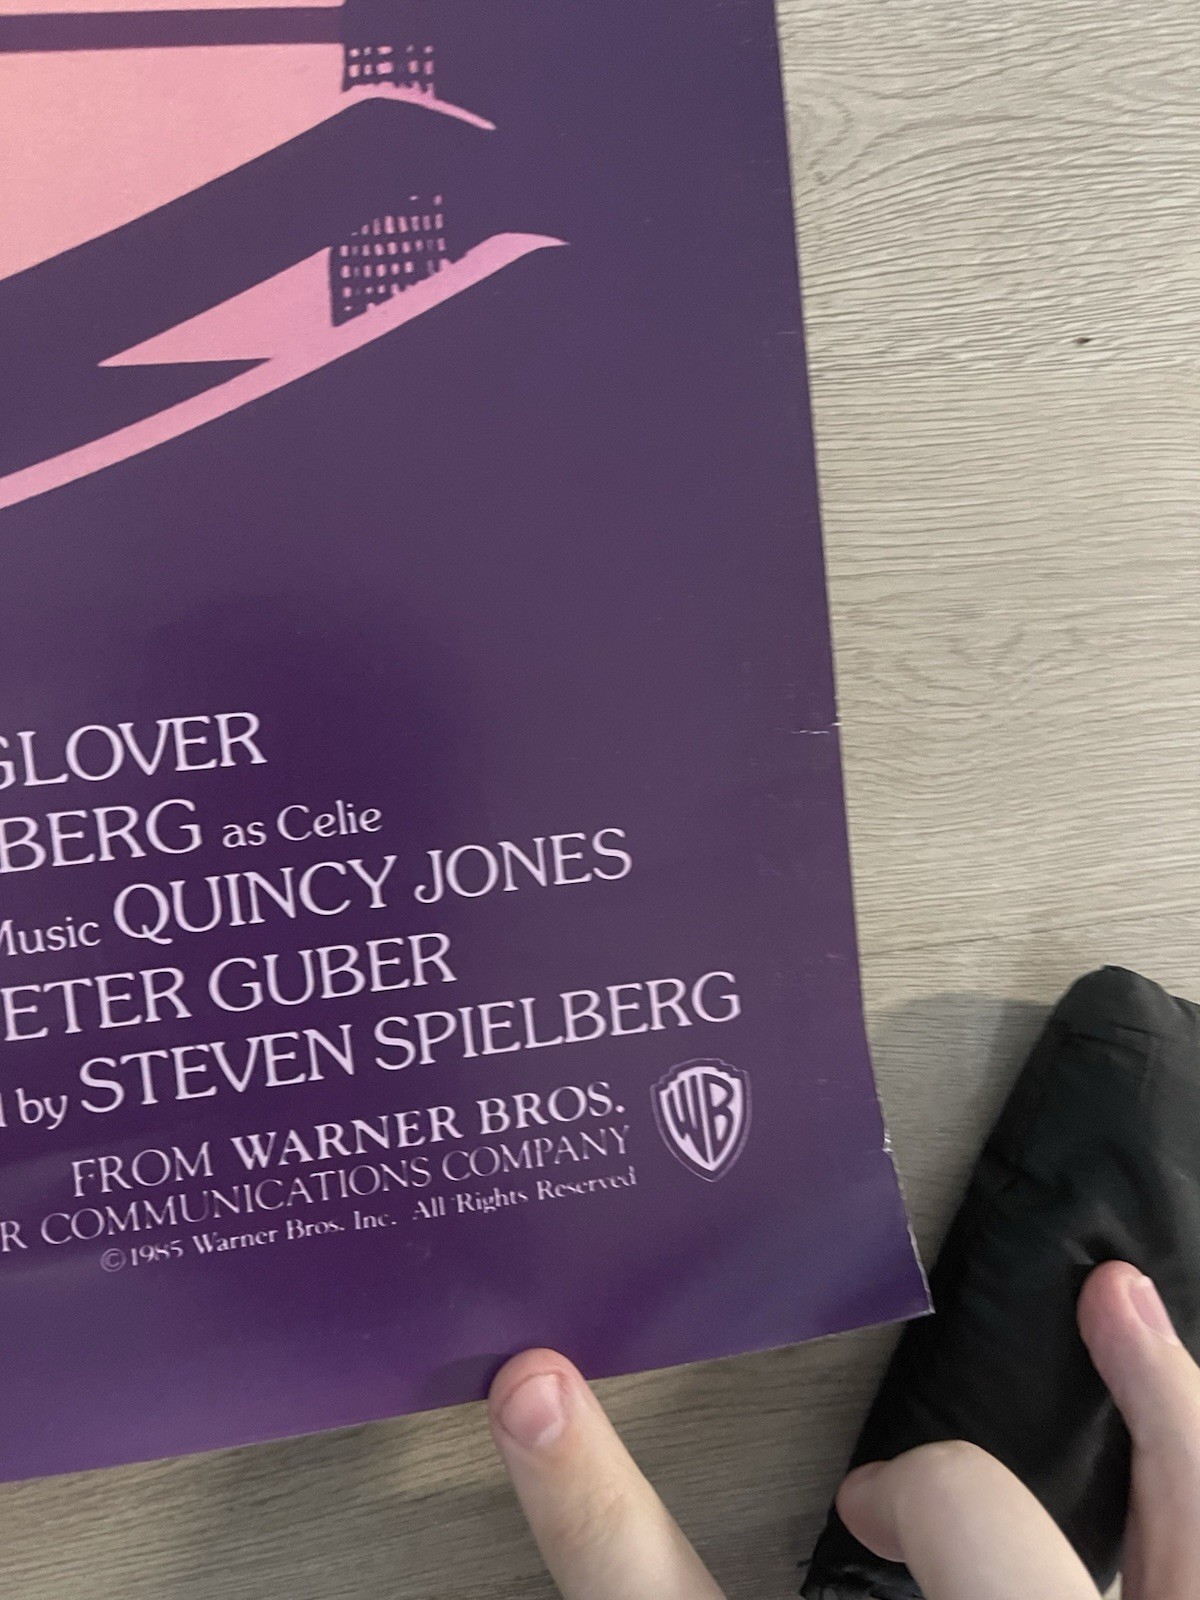 GLOVER
BERG as Celie
Music QUINCY JONES
ETER GUBER
by STEVEN SPIELBERG
FROM WARNER BROS.
R COMMUNICATIONS COMPANY
WB
©1985 Warner Bros. Inc. All Rights Reserved